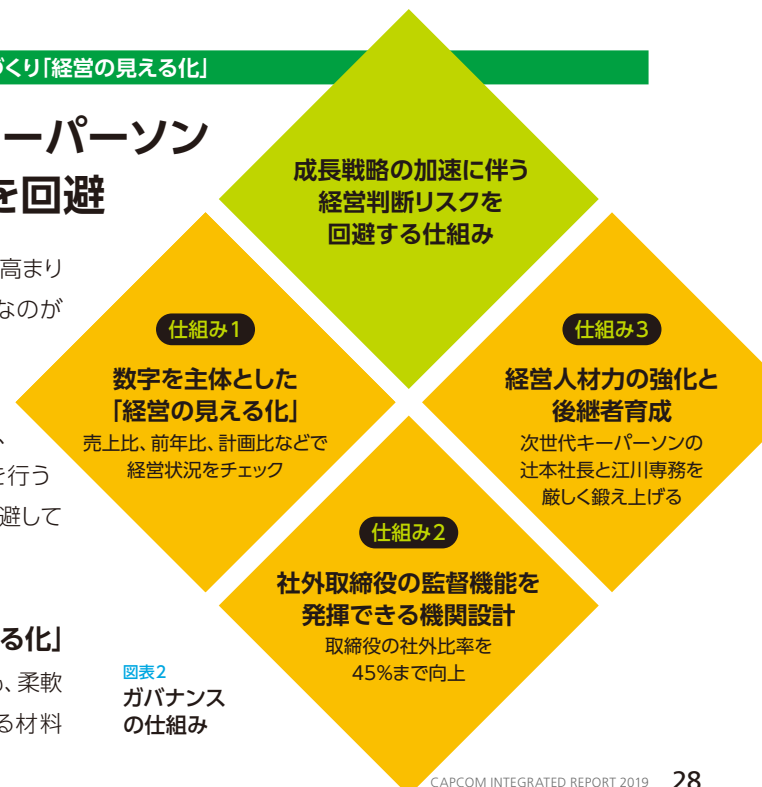 づくり「経営の見える化」
ーパーソン
を回避
高まり
なのが
、
を行う
避して
る化」
、柔軟
る材料
成長戦略の加速に伴う
経営判断リスクを
回避する仕組み
仕組み1
数字を主体とした
「経営の見える化」
売上比、前年比、計画比などで
経営状況をチェック
仕組み3
経営人材力の強化と
後継者育成
次世代キーパーソンの
辻本社長と江川専務を
厳しく鍛え上げる
仕組み2
社外取締役の監督機能を
発揮できる機関設計
取締役の社外比率を
45%まで向上
図表2
ガバナンス
の仕組み
CAPCOM INTEGRATED REPORT 2019 28